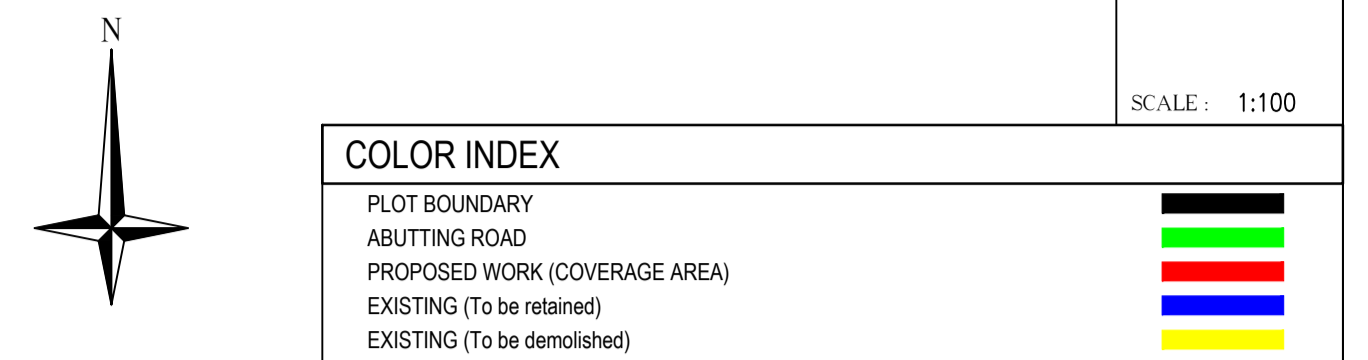 N
SCALE : 1:100
COLOR INDEX
PLOT BOUNDARY
ABUTTING ROAD
PROPOSED WORK (COVERAGE AREA)
EXISTING (To be retained)
EXISTING (To be demolished)